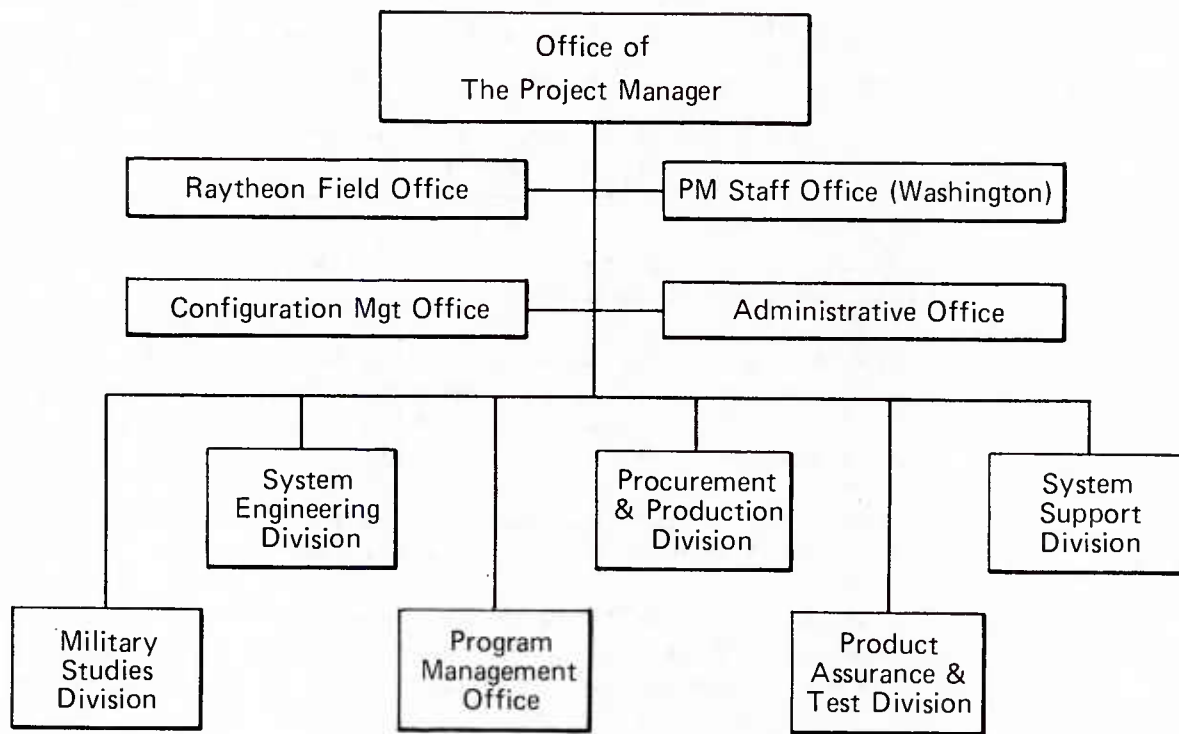 Office of
The Project Manager
Raytheon Field Office
PM Staff Office (Washington)
Configuration Mgt Office
Administrative Office
System
Engineering
Division
Procurement
& Production
Division
System
Support
Division
Military
Studies
Division
Program
Management
Office
Product
Assurance &
Test Division